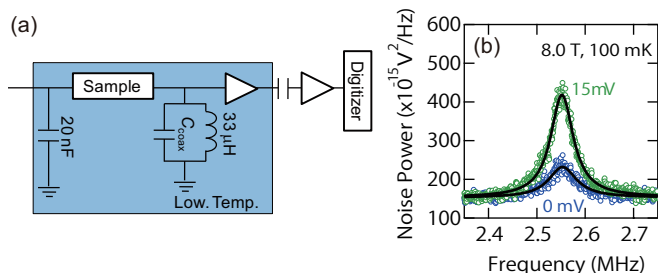 (a)
Sample
20 nF
C_coax
33 μH
Low. Temp.
Digitizer
(b)
8.0 T, 100 mK
15mV
0 mV
Noise Power (x10^15 V^2/Hz)
600
500
400
300
200
100
2.4 2.5 2.6 2.7
Frequency (MHz)